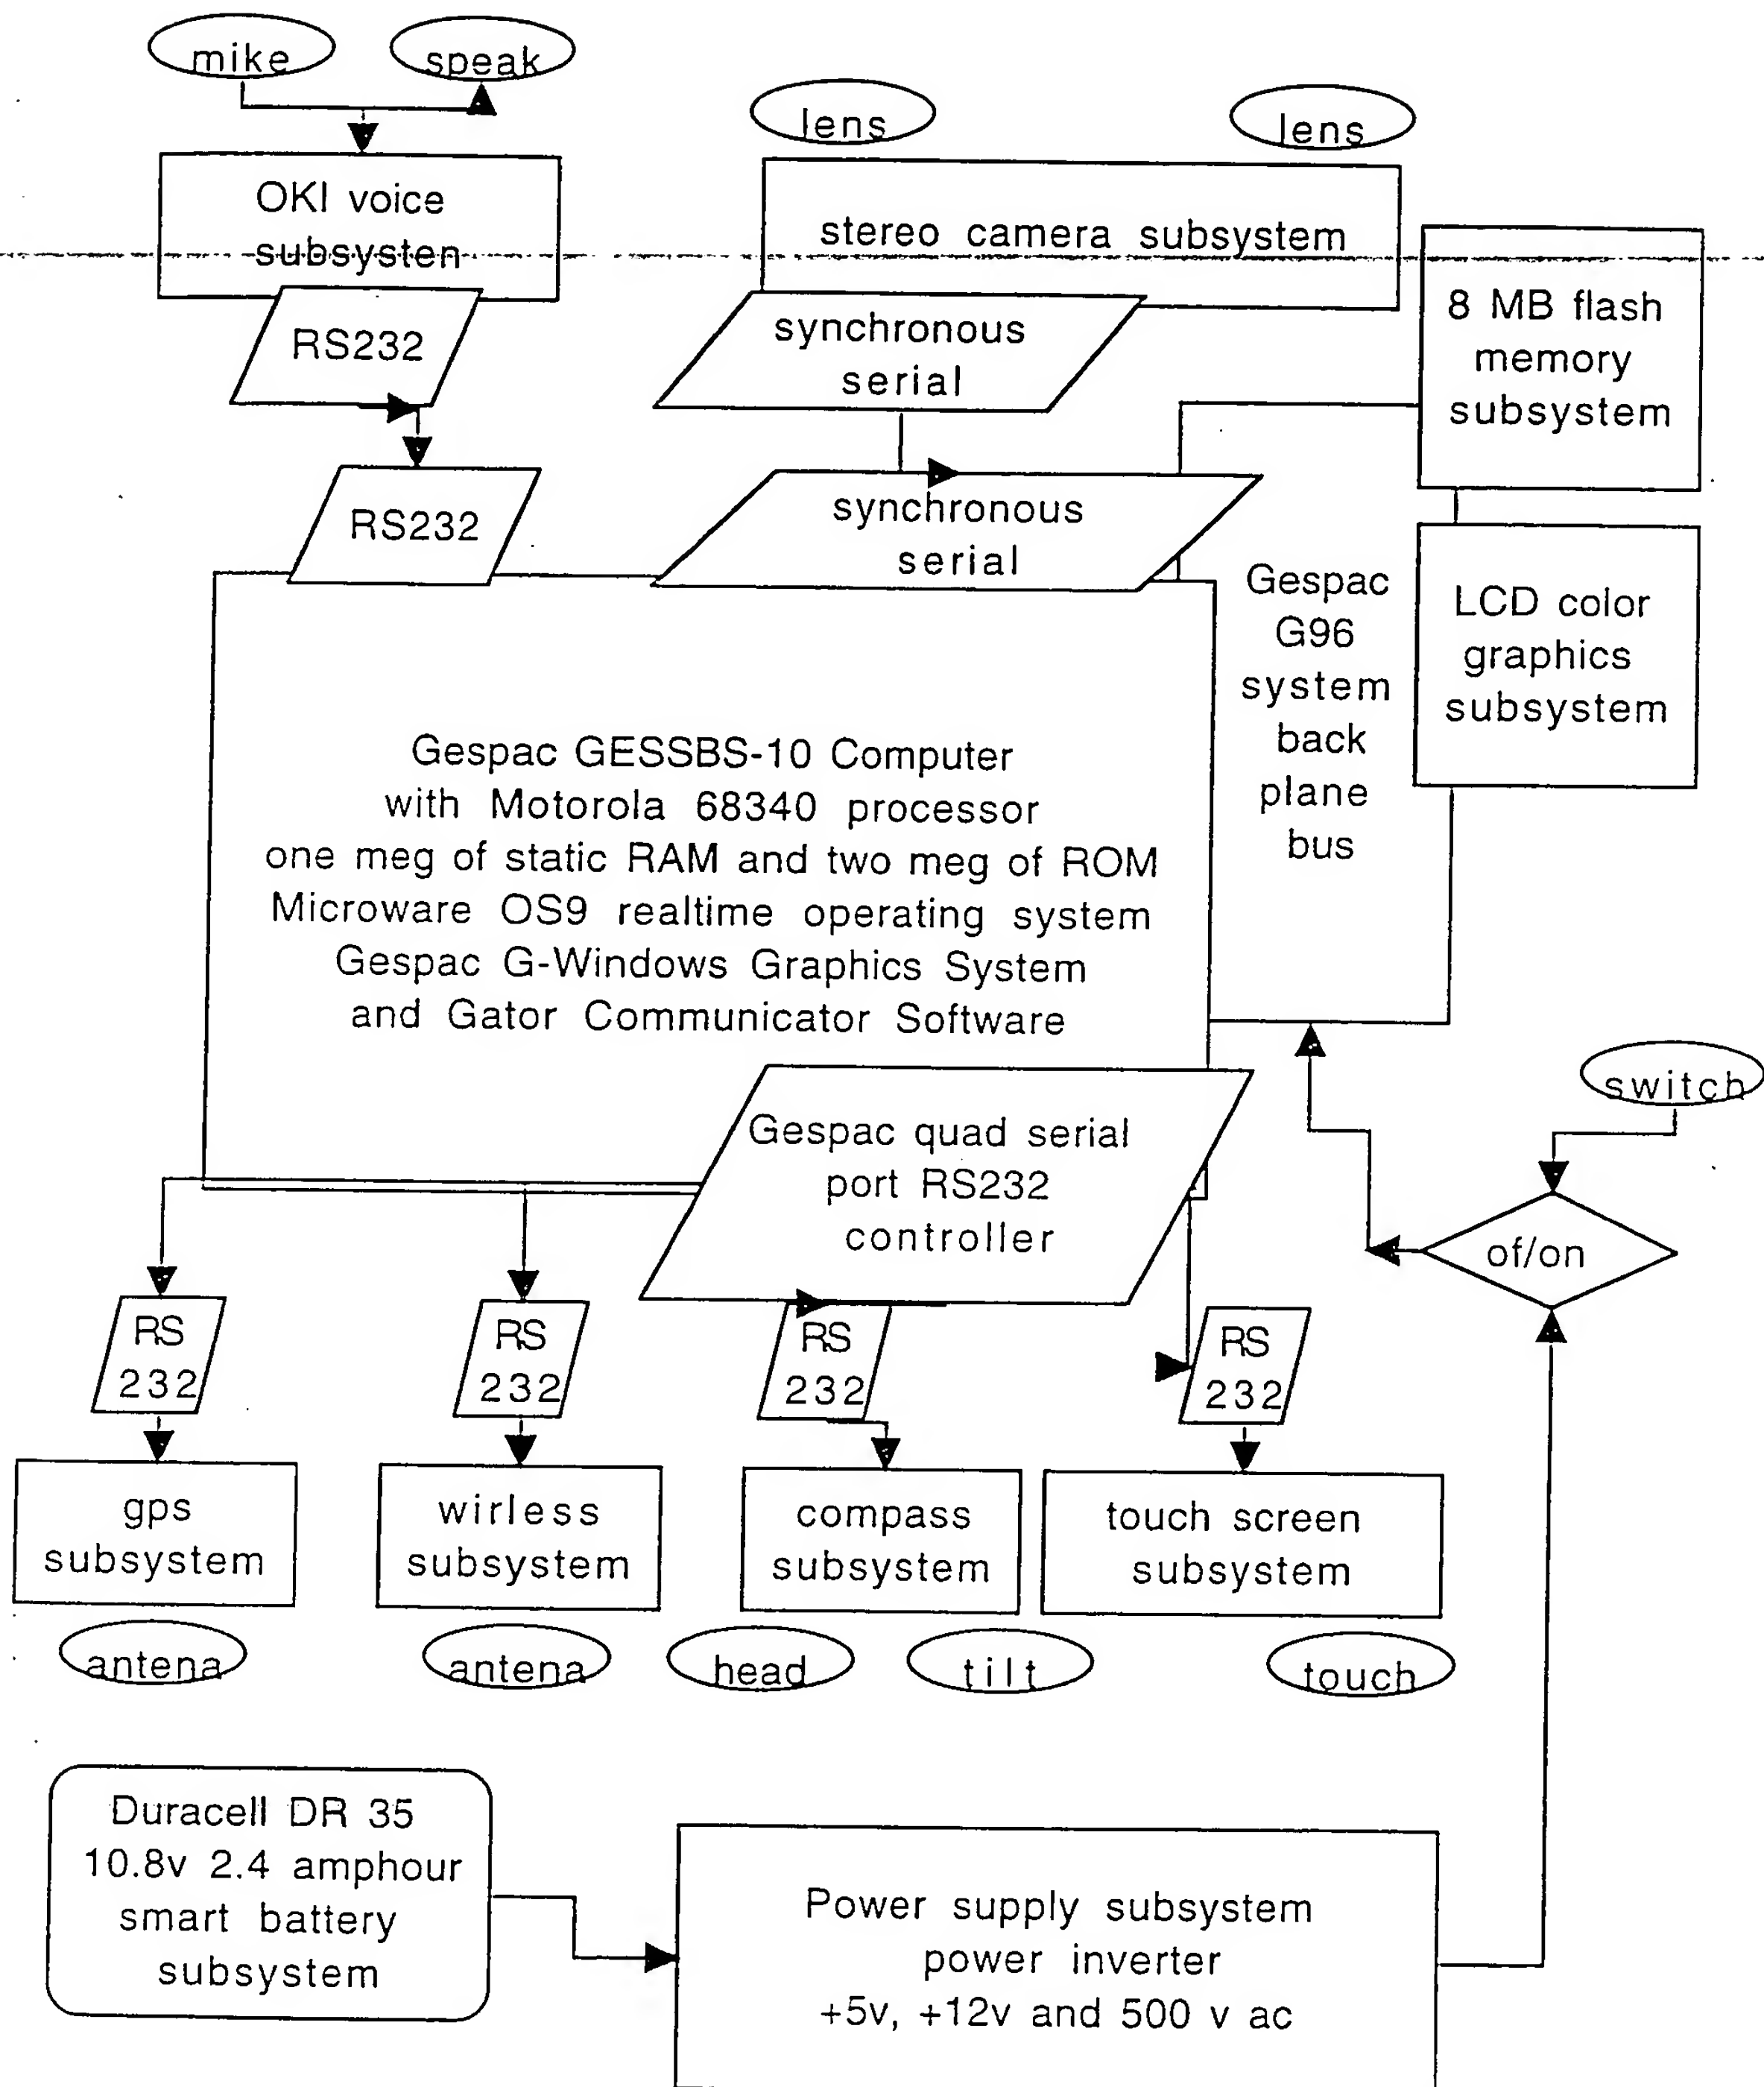 mike
speak
lens
lens
OKI voice
subsysten
stereo camera subsystem
8 MB flash
memory
subsystem
RS232
synchronous
serial
RS232
synchronous
serial
Gespac
G96
system
back
plane
bus
LCD color
graphics
subsystem
Gespac GESSBS-10 Computer
with Motorola 68340 processor
one meg of static RAM and two meg of ROM
Microware OS9 realtime operating system
Gespac G-Windows Graphics System
and Gator Communicator Software
switch
Gespac quad serial
port RS232
controller
of/on
RS
232
RS
232
RS
232
RS
232
gps
subsystem
wirless
subsystem
compass
subsystem
touch screen
subsystem
antena
antena
head
tilt
touch
Duracell DR 35
10.8v 2.4 amphour
smart battery
subsystem
Power supply subsystem
power inverter
+5v, +12v and 500 v ac